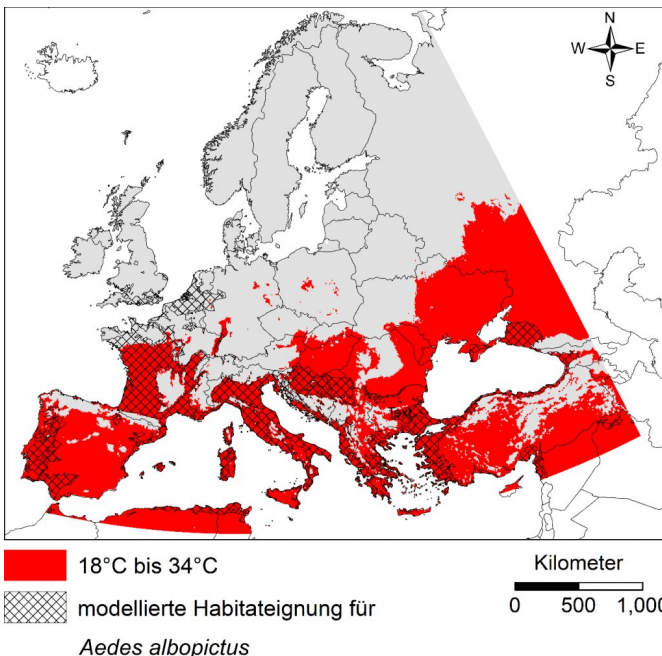 N
W E
S
18°C bis 34°C
modellierte Habitateignung für
Aedes albopictus
Kilometer
0 500 1,000